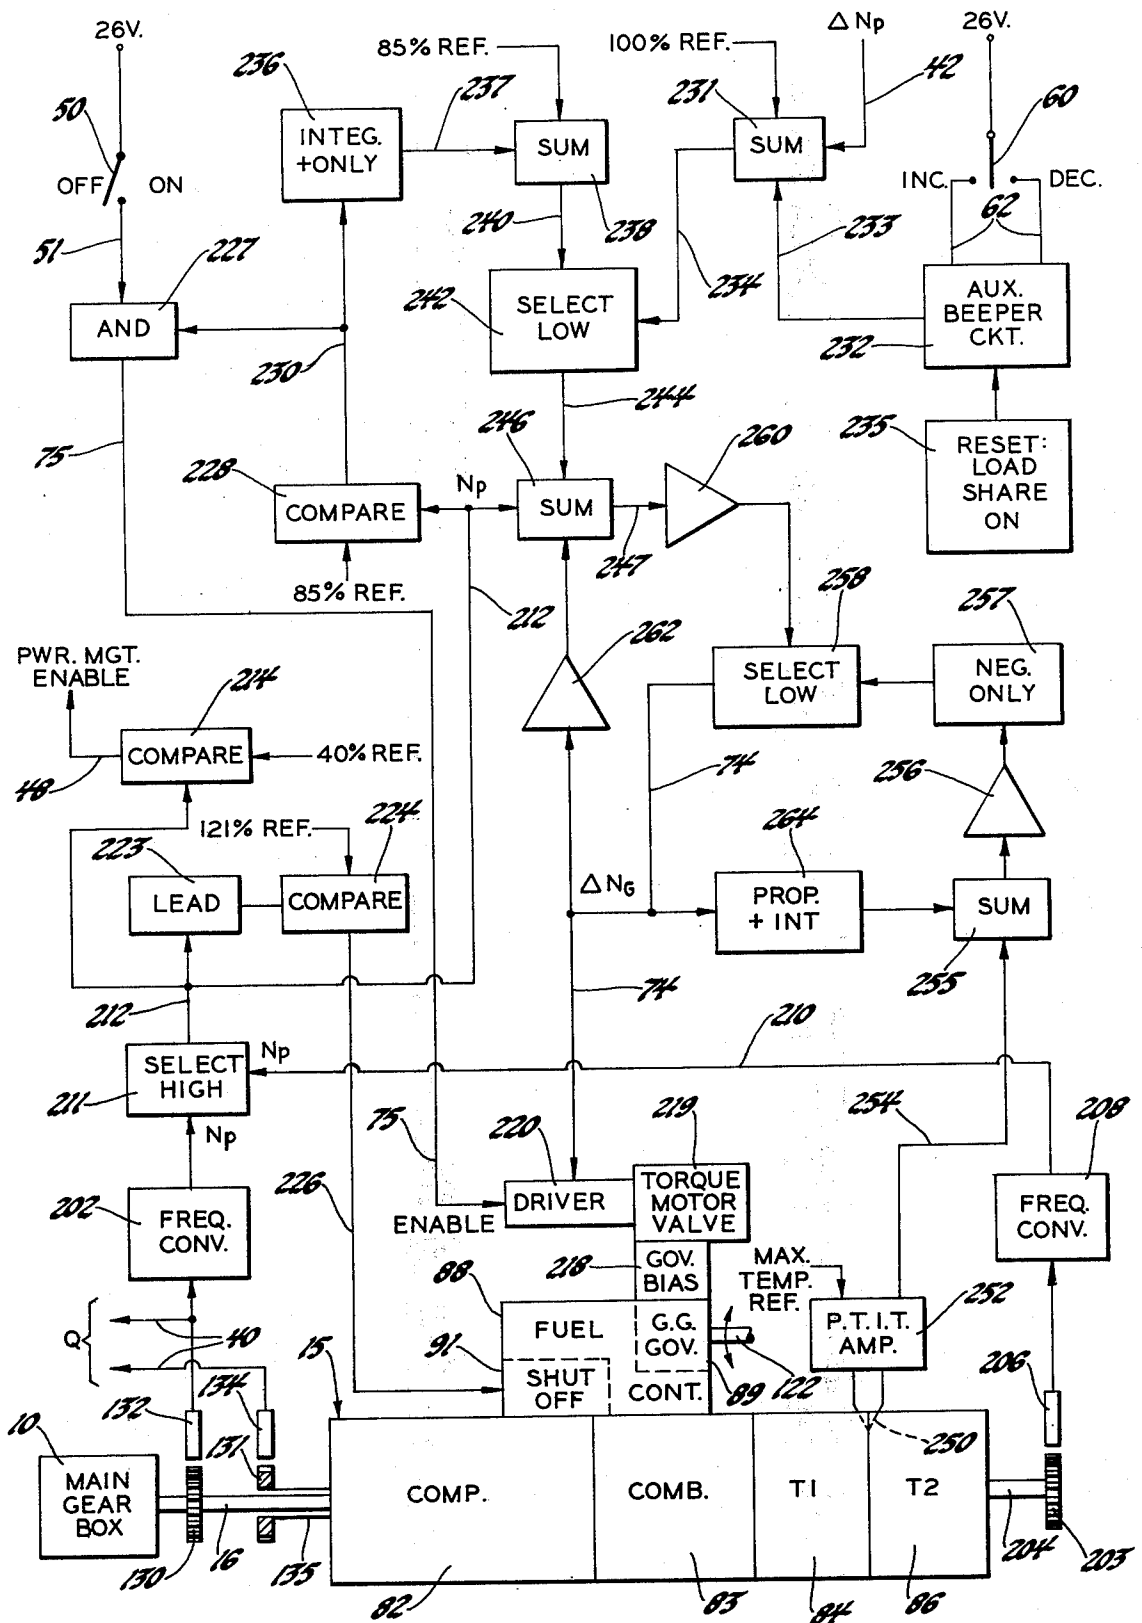 26V.
85% REF.
100% REF.
Δ Np
26V.
236
237
231
42
60
50
INTEG.
+ONLY
SUM
SUM
OFF
ON
INC.
DEC.
62
240
238
233
51
227
234
242
SELECT
LOW
AUX.
BEEPER
CKT.
232
AND
230
244
246
260
235
RESET:
LOAD
SHARE
ON
75
228
COMPARE
Np
SUM
247
85% REF.
212
258
257
262
PWR. MGT.
ENABLE
214
SELECT
LOW
NEG.
ONLY
COMPARE
40% REF.
48
74
256
121% REF.
224
264
223
LEAD
COMPARE
Δ NG
PROP.
+ INT
SUM
255
212
74
210
SELECT
HIGH
Np
211
254
208
Np
75
220
219
226
DRIVER
TORQUE
MOTOR
VALVE
202
FREQ.
CONV.
FREQ.
CONV.
ENABLE
218
GOV.
BIAS
MAX.
TEMP.
REF.
88
252
Q
40
FUEL
G.G.
GOV.
P.T.I.T.
AMP.
15
91
SHUT
OFF
CONT.
89
122
206
132
134
10
131
250
MAIN
GEAR
BOX
COMP.
COMB.
T1
T2
130
16
135
204
203
82
83
84
86